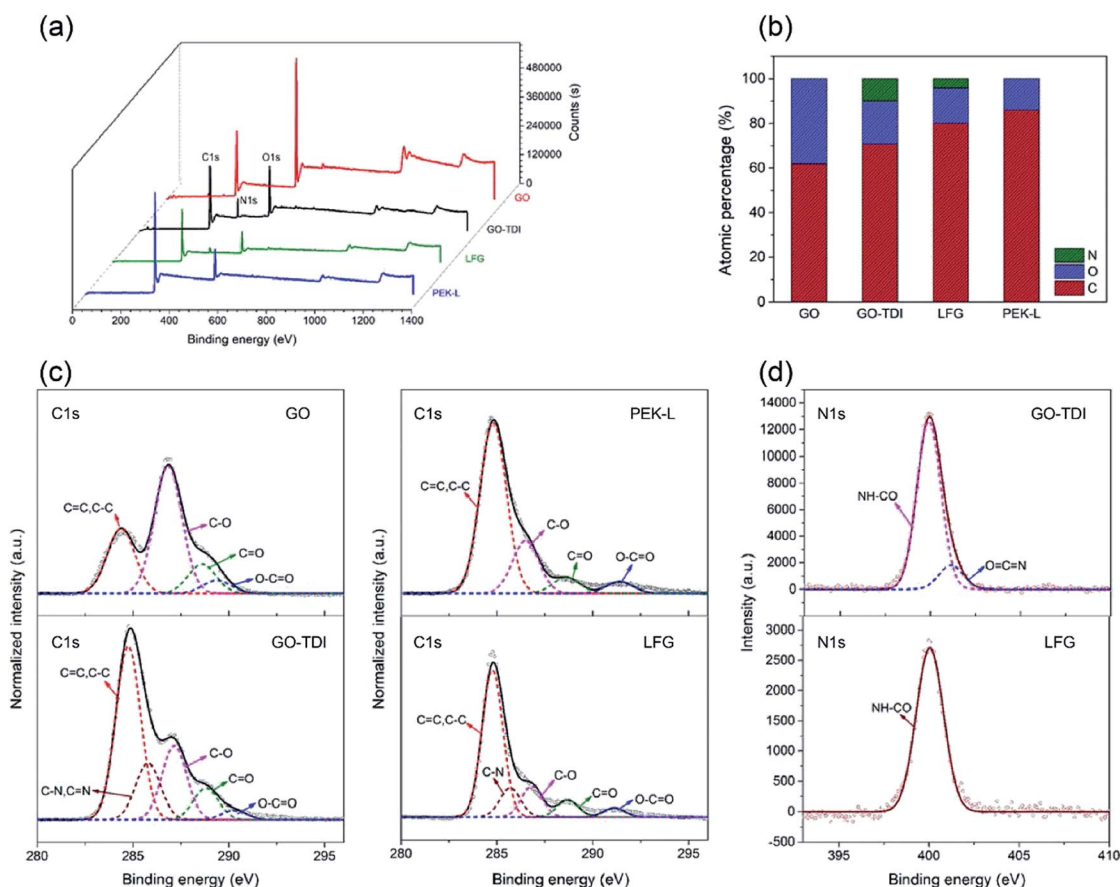 (a)
480000
360000
240000
120000
0
Counts (s)
C1s
O1s
N1s
GO
GO-TDI
LFG
PEK-L
0 200 400 600 800 1000 1200 1400
Binding energy (eV)
(b)
100
80
60
40
20
0
Atomic percentage (%)
N
O
C
GO GO-TDI LFG PEK-L
(c)
C1s GO
C=C,C-C
C-O
C=O
O-C=O
C1s GO-TDI
C=C,C-C
C-N,C=N
C-O
C=O
O-C=O
Normalized intensity (a.u.)
280 285 290 295
Binding energy (eV)
C1s PEK-L
C=C,C-C
C-O
C=O
O-C=O
C1s LFG
C=C,C-C
C-N
C-O
C=O
O-C=O
Normalized intensity (a.u.)
280 285 290 295
Binding energy (eV)
(d)
14000
12000
10000
8000
6000
4000
2000
0
N1s GO-TDI
NH-CO
O=C=N
Intensity (a.u.)
3000
2500
2000
1500
1000
500
0
-500
N1s LFG
NH-CO
395 400 405 410
Binding energy (eV)